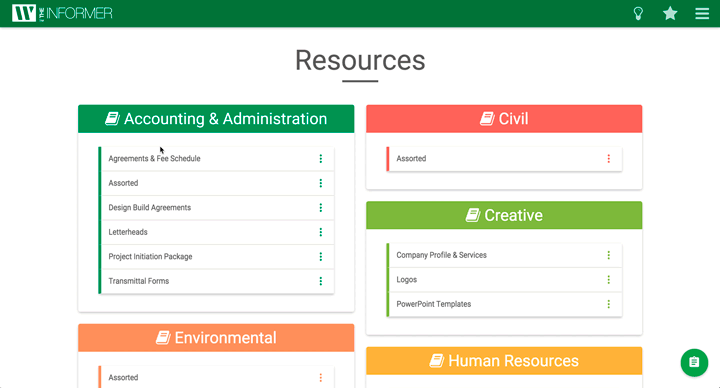 W THE INFORMER
Resources
Accounting & Administration
Agreements & Fee Schedule
Assorted
Design Build Agreements
Letterheads
Project Initiation Package
Transmittal Forms
Environmental
Assorted
Civil
Assorted
Creative
Company Profile & Services
Logos
PowerPoint Templates
Human Resources